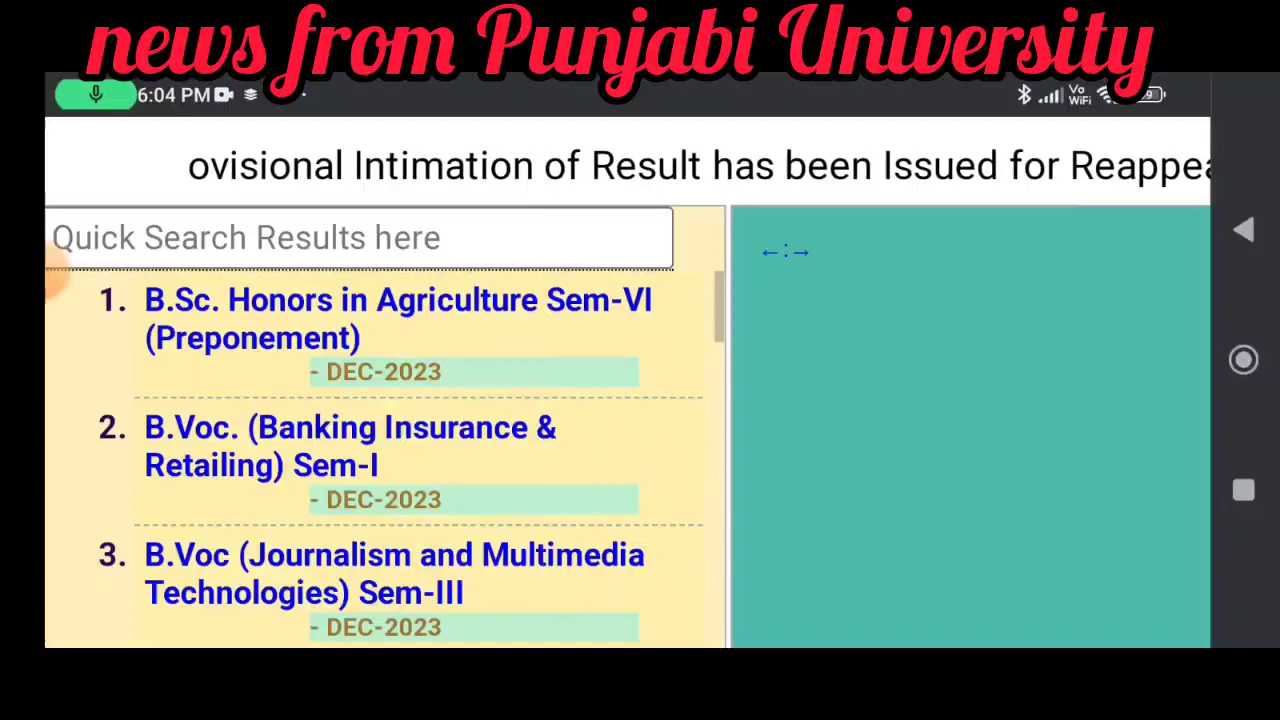 news from Punjabi University
6:04 PM
Vo
WiFi
ovisional Intimation of Result has been Issued for Reappea
Quick Search Results here
←:→
1. B.Sc. Honors in Agriculture Sem-VI
(Preponement)
- DEC-2023
2. B.Voc. (Banking Insurance &
Retailing) Sem-I
- DEC-2023
3. B.Voc (Journalism and Multimedia
Technologies) Sem-III
- DEC-2023